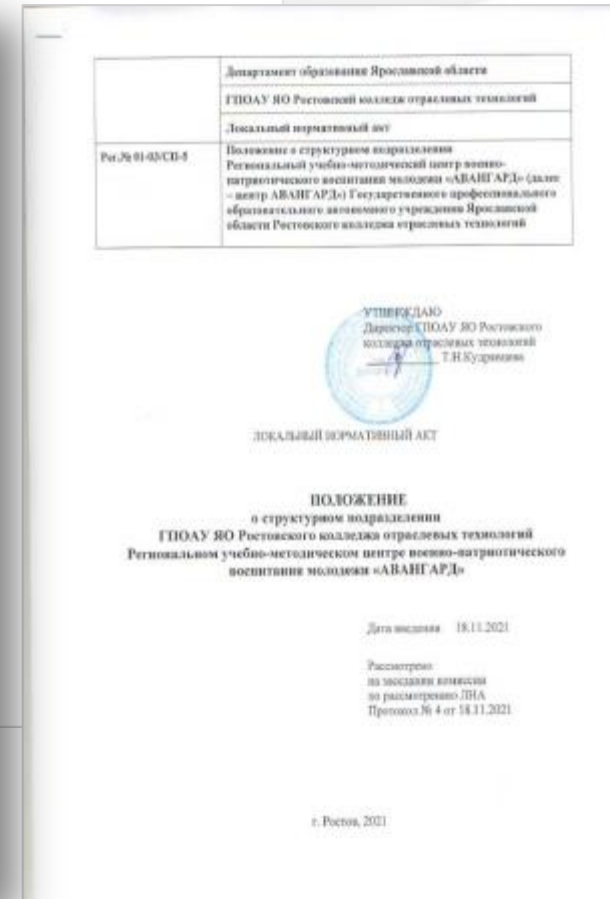 Департамент образования Ярославской области
ГПОАУ ЯО Ростовский колледж отраслевых технологий
Локальный нормативный акт
Рег.№ 01-03/СП-8
Положение о структурном подразделении
Региональный учебно-методический центр военно-
патриотического воспитания молодежи «АВАНГАРД» (далее
– центр АВАНГАРД») Государственного профессионального
образовательного автономного учреждения Ярославской
области Ростовского колледжа отраслевых технологий
УТВЕРЖДАЮ
Директор ГПОАУ ЯО Ростовского
колледжа отраслевых технологий
Т.Н.Кудрявцева
ЛОКАЛЬНЫЙ НОРМАТИВНЫЙ АКТ
ПОЛОЖЕНИЕ
о структурном подразделении
ГПОАУ ЯО Ростовского колледжа отраслевых технологий
Региональном учебно-методическом центре военно-патриотического
воспитания молодежи «АВАНГАРД»
Дата введения 18.11.2021
Рассмотрено
на заседании комиссии
по рассмотрению ЛНА
Протокол № 4 от 18.11.2021
г. Ростов, 2021